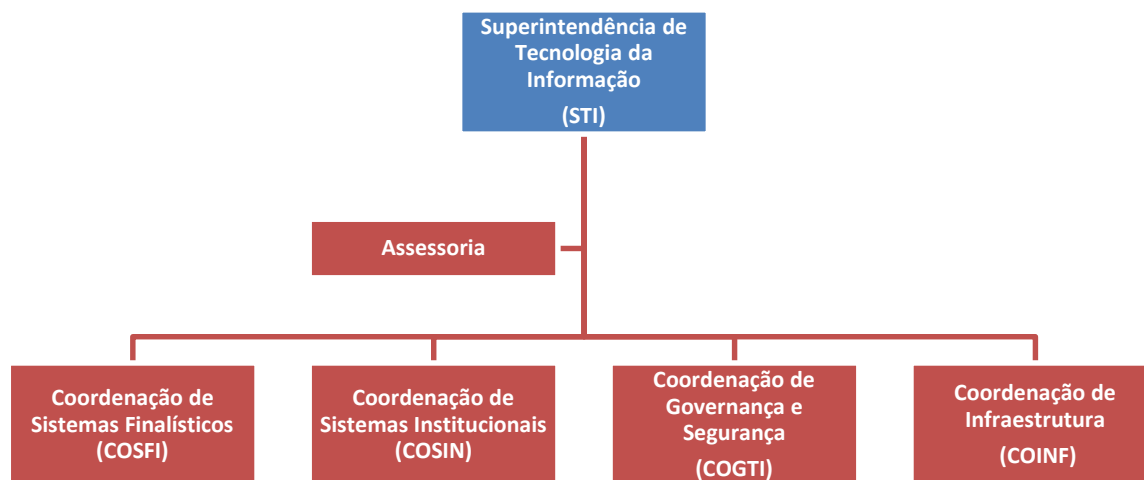 Superintendência de
Tecnologia da
Informação
(STI)
Assessoria
Coordenação de
Sistemas Finalísticos
(COSFI)
Coordenação de
Sistemas Institucionais
(COSIN)
Coordenação de
Governança e
Segurança
(COGTI)
Coordenação de
Infraestrutura
(COINF)